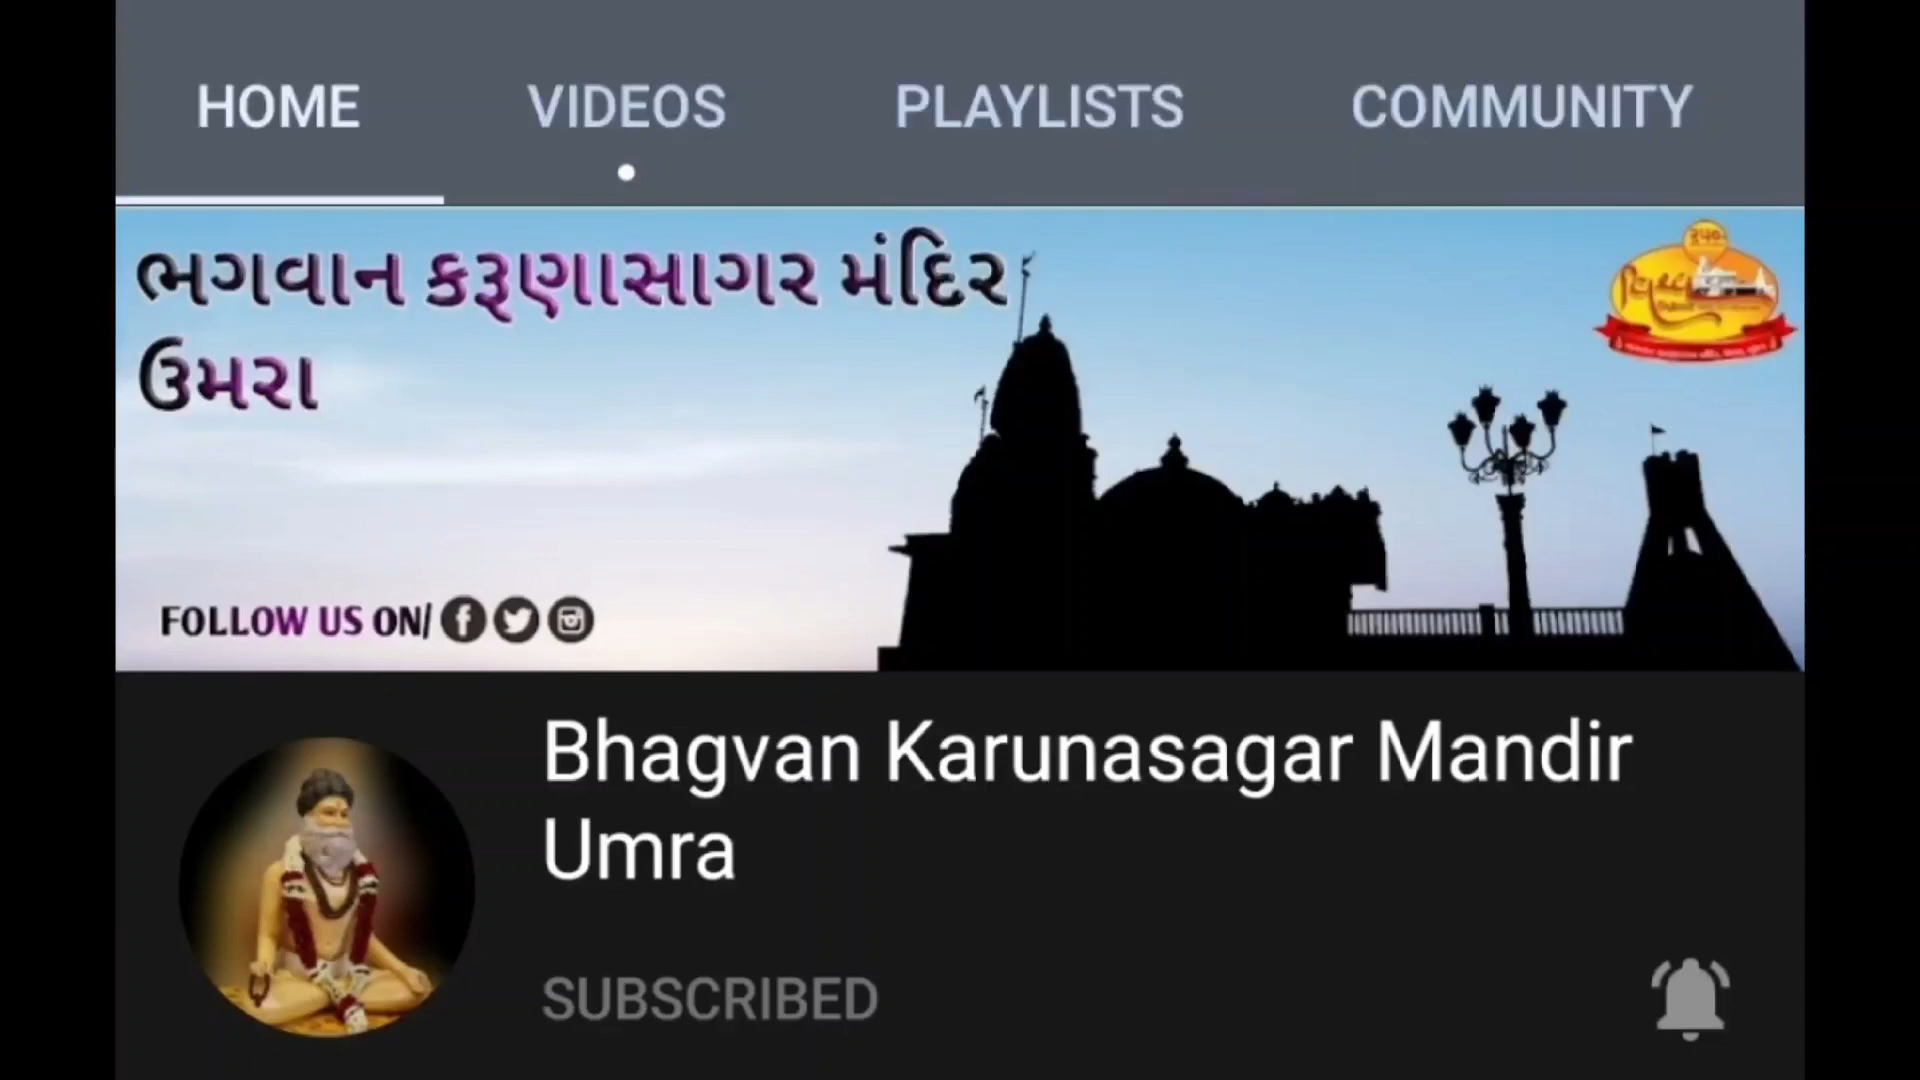 HOME VIDEOS PLAYLISTS COMMUNITY
ભગવાન કરૂણાસાગર મંદિર
ઉમરા
FOLLOW US ON/
Bhagvan Karunasagar Mandir
Umra
SUBSCRIBED